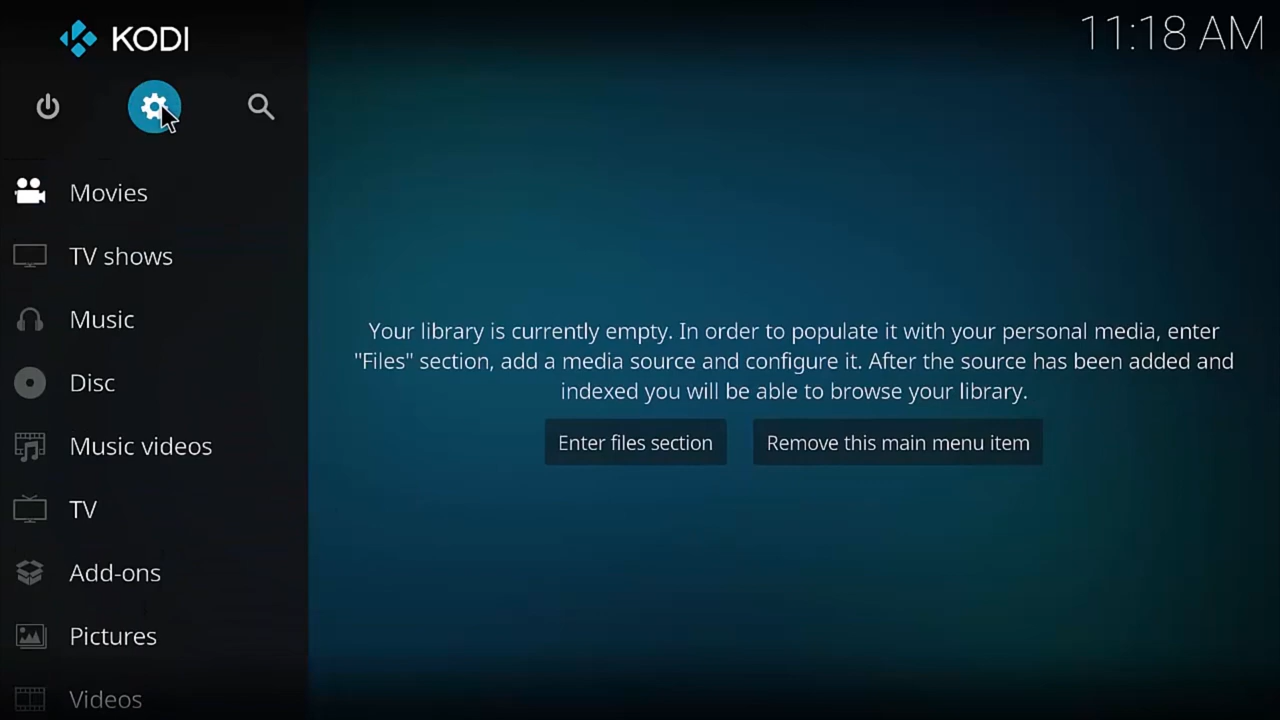 KODI
11:18 AM
Movies
TV shows
Music
Disc
Music videos
TV
Add-ons
Pictures
Videos
Your library is currently empty. In order to populate it with your personal media, enter
"Files" section, add a media source and configure it. After the source has been added and
indexed you will be able to browse your library.
Enter files section
Remove this main menu item